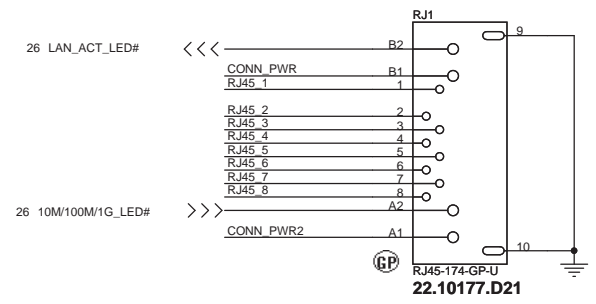 RJ1
9
26 LAN_ACT_LED#
B2
CONN_PWR
B1
RJ45_1
1
RJ45_2
2
RJ45_3
3
RJ45_4
4
RJ45_5
5
RJ45_6
6
RJ45_7
7
RJ45_8
8
26 10M/100M/1G_LED#
A2
CONN_PWR2
A1
10
GP
RJ45-174-GP-U
22.10177.D21